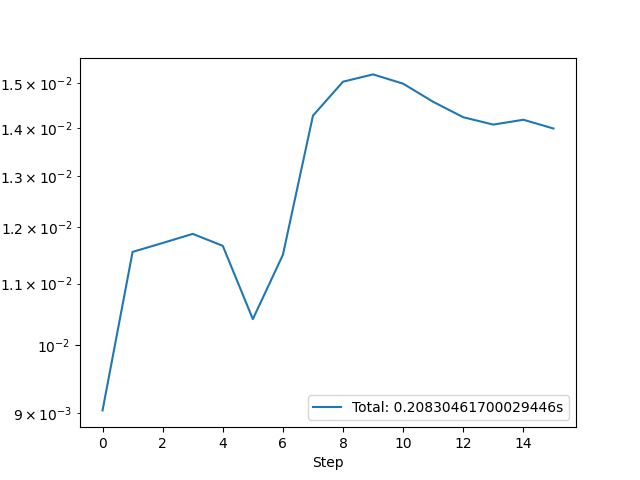 1.5 × 10⁻²
1.4 × 10⁻²
1.3 × 10⁻²
1.2 × 10⁻²
1.1 × 10⁻²
10⁻²
9 × 10⁻³
Total: 0.20830461700029446s
0 2 4 6 8 10 12 14
Step